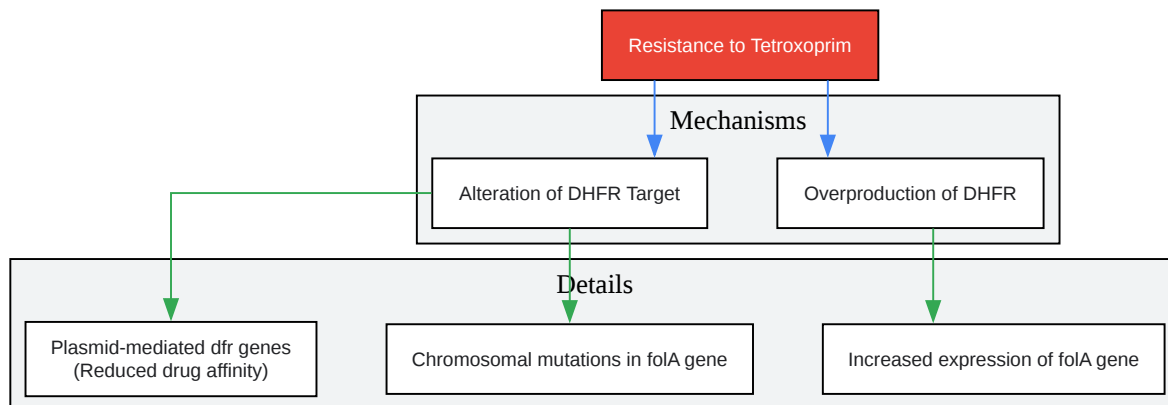 Resistance to Tetroxoprim
Mechanisms
Alteration of DHFR Target
Overproduction of DHFR
Details
Plasmid-mediated dfr genes
(Reduced drug affinity)
Chromosomal mutations in folA gene
Increased expression of folA gene